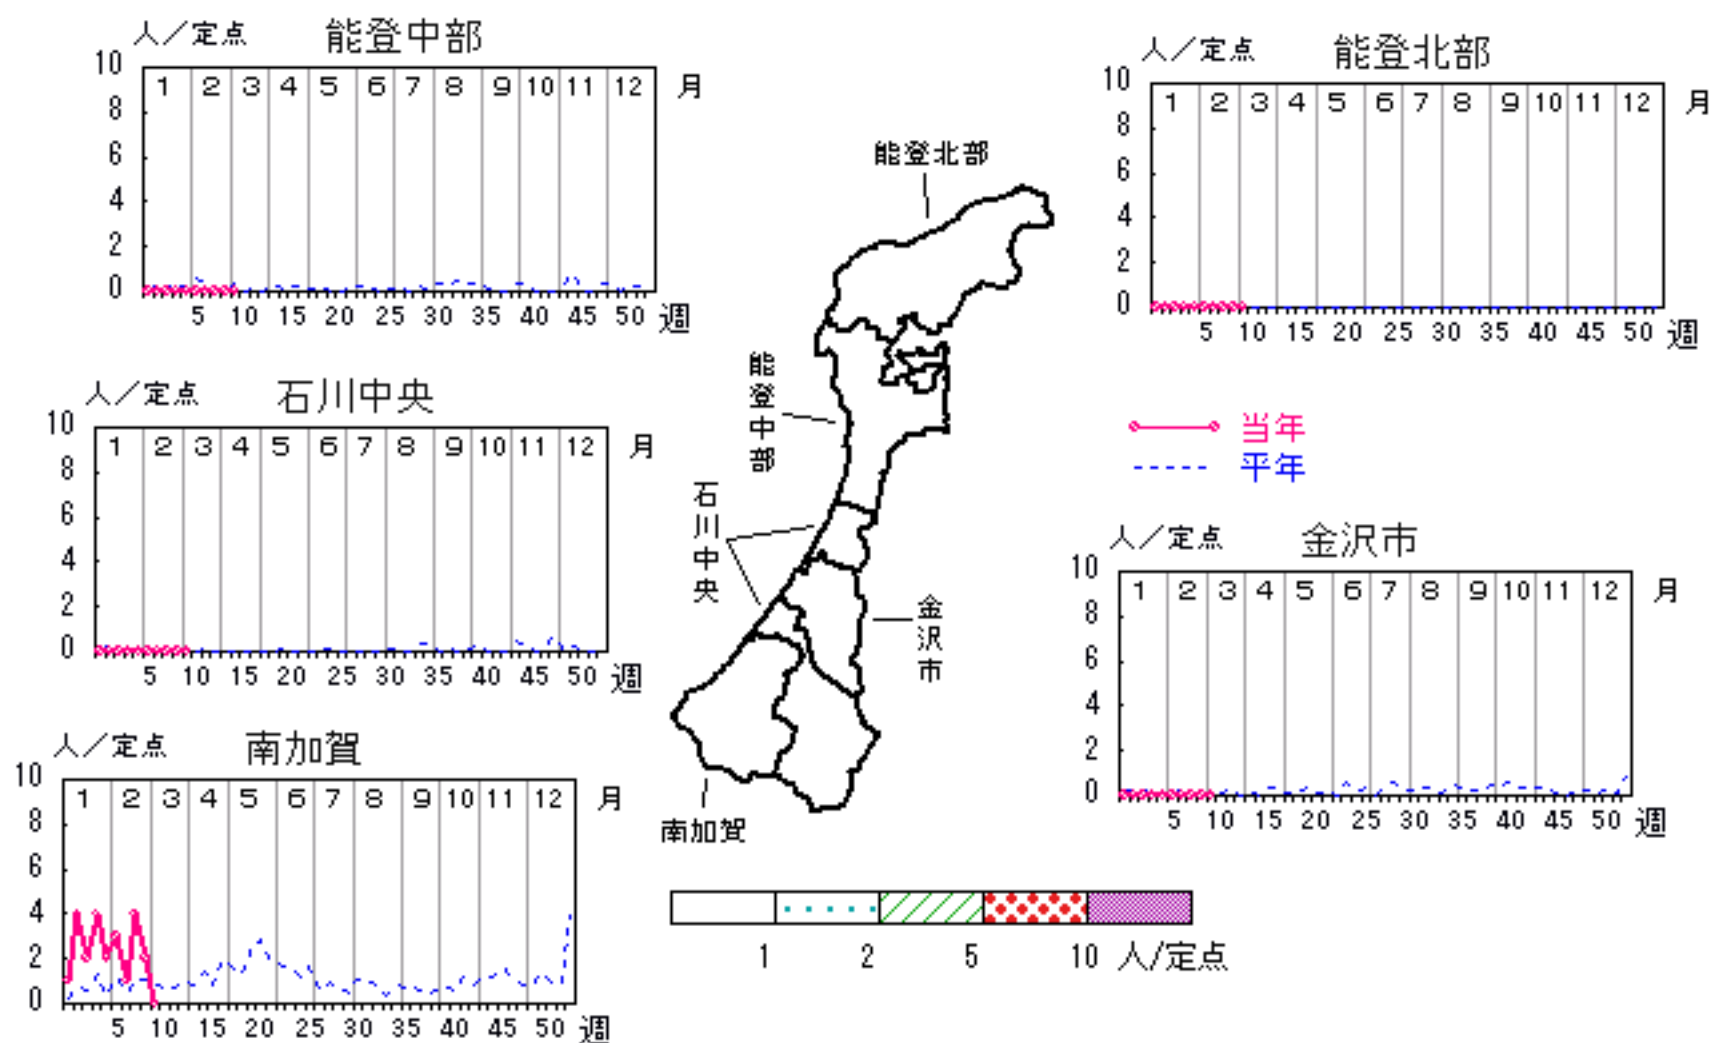 人／定点 能登中部
10 8 6 4 2 0
1 2 3 4 5 6 7 8 9 10 11 12 月
5 10 15 20 25 30 35 40 45 50 週
人／定点 能登北部
10 8 6 4 2 0
1 2 3 4 5 6 7 8 9 10 11 12 月
5 10 15 20 25 30 35 40 45 50 週
人／定点 石川中央
10 8 6 4 2 0
1 2 3 4 5 6 7 8 9 10 11 12 月
5 10 15 20 25 30 35 40 45 50 週
能登北部
能登中部
石川中央
金沢市
南加賀
当年
平年
人／定点 金沢市
10 8 6 4 2 0
1 2 3 4 5 6 7 8 9 10 11 12 月
5 10 15 20 25 30 35 40 45 50 週
人／定点 南加賀
10 8 6 4 2 0
1 2 3 4 5 6 7 8 9 10 11 12 月
5 10 15 20 25 30 35 40 45 50 週
1 2 5 10 人/定点